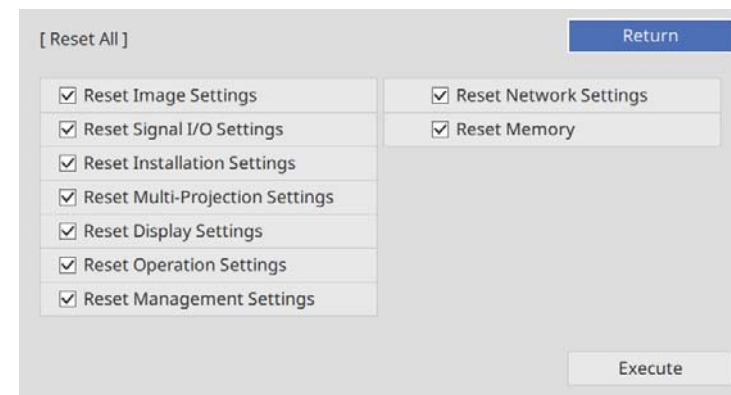 [ Reset All ]
Return
Reset Image Settings
Reset Signal I/O Settings
Reset Installation Settings
Reset Multi-Projection Settings
Reset Display Settings
Reset Operation Settings
Reset Management Settings
Reset Network Settings
Reset Memory
Execute